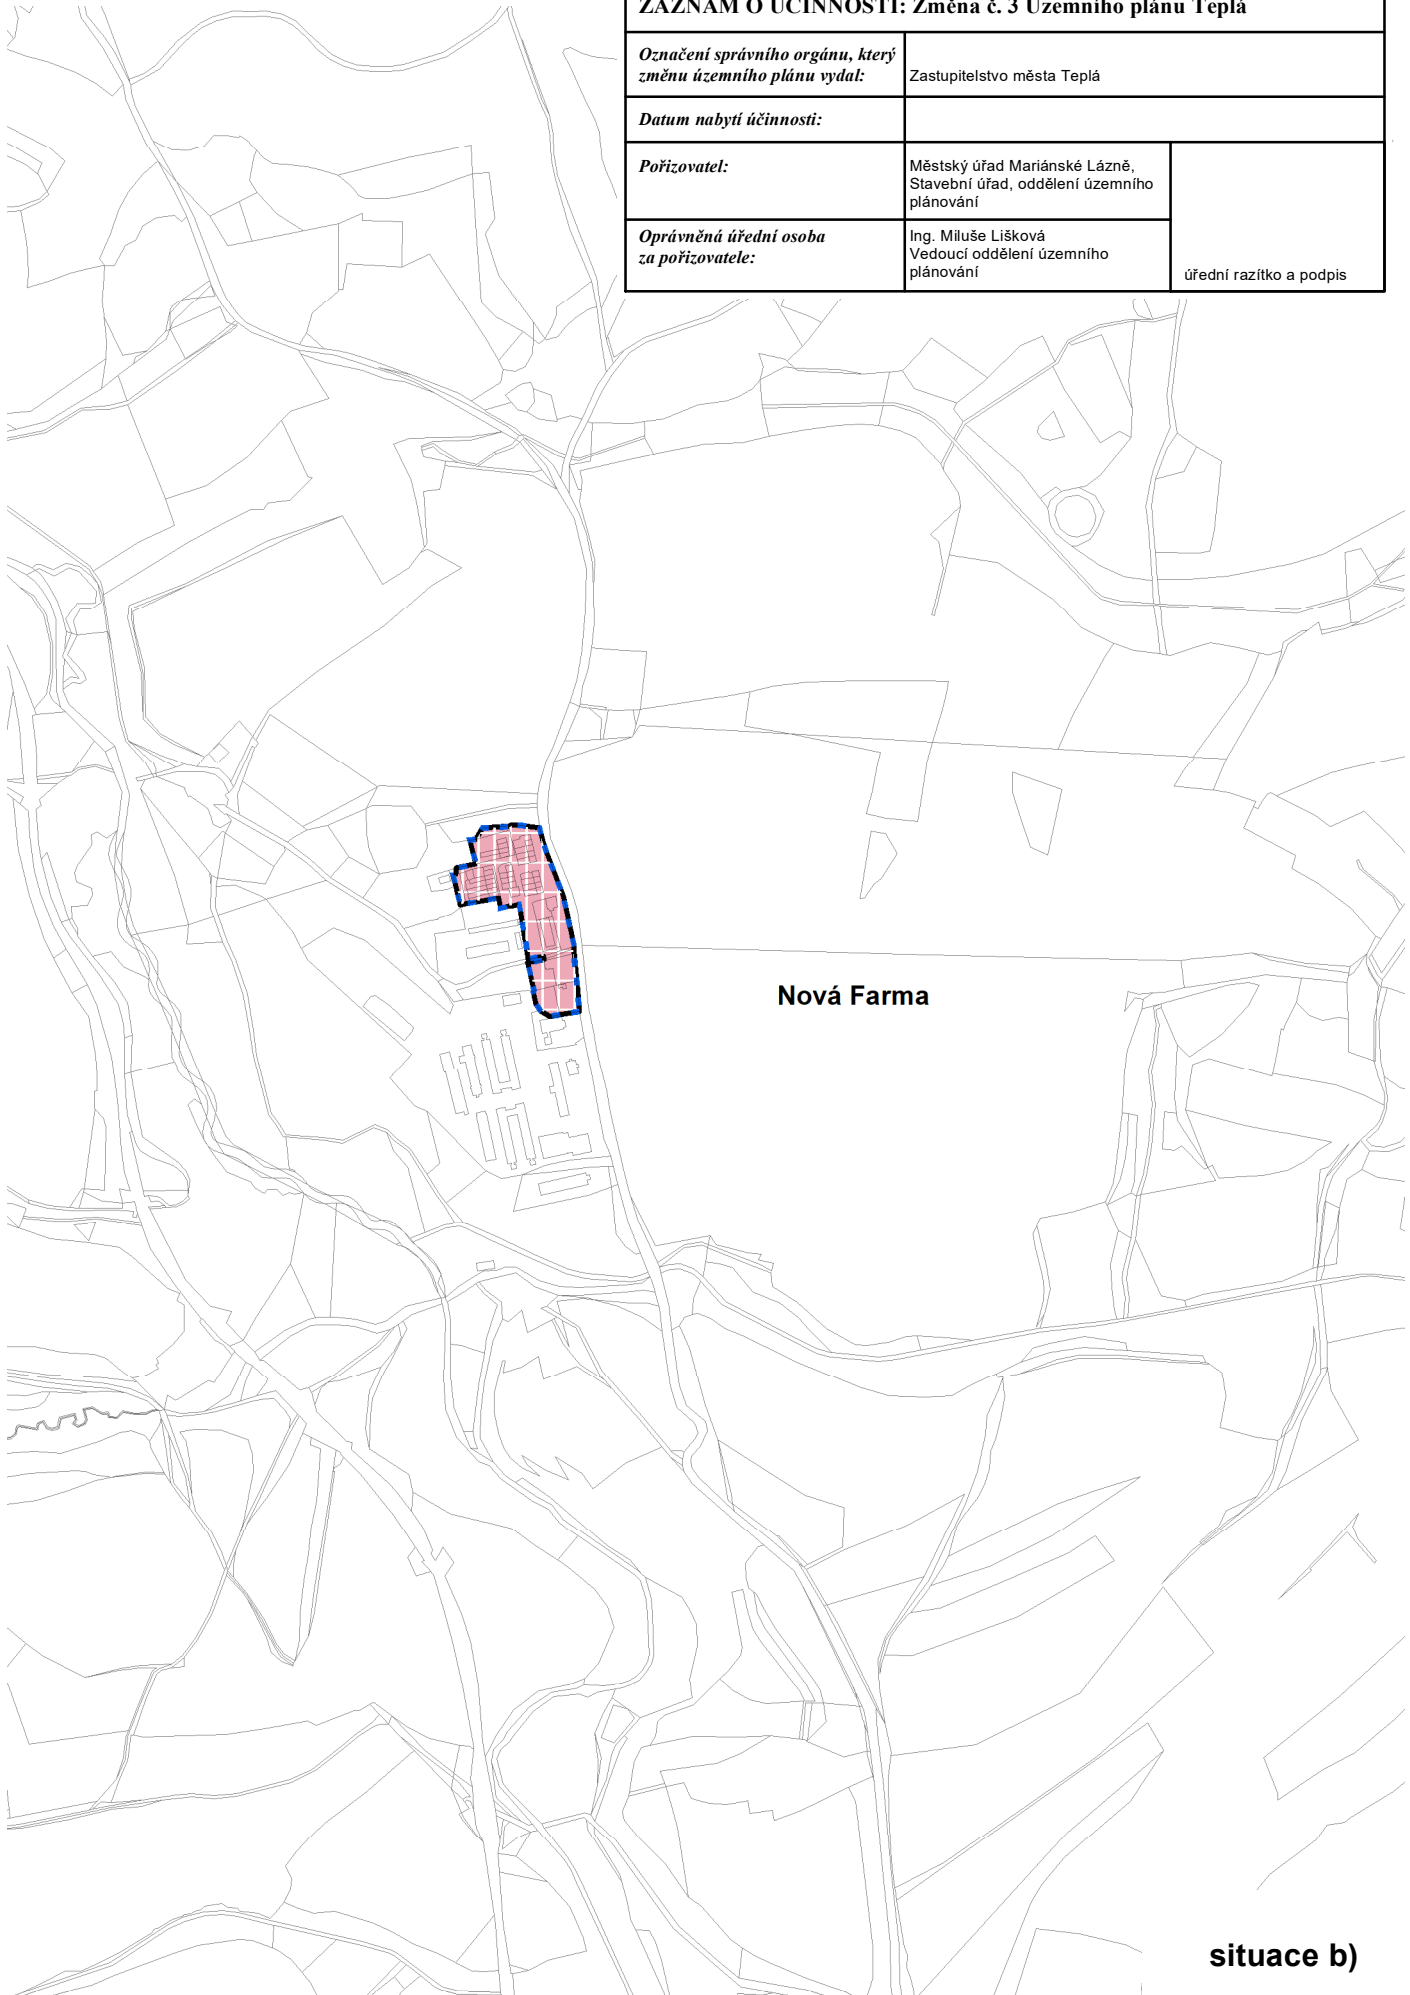 ZÁZNAM O ÚČINNOSTI: Změna č. 3 Územního plánu Teplá
Označení správního orgánu, který
změnu územního plánu vydal:
Zastupitelstvo města Teplá
Datum nabytí účinnosti:
Pořizovatel:
Městský úřad Mariánské Lázně,
Stavební úřad, oddělení územního
plánování
Oprávněná úřední osoba
za pořizovatele:
Ing. Miluše Lišková
Vedoucí oddělení územního
plánování
úřední razítko a podpis
Nová Farma
situace b)